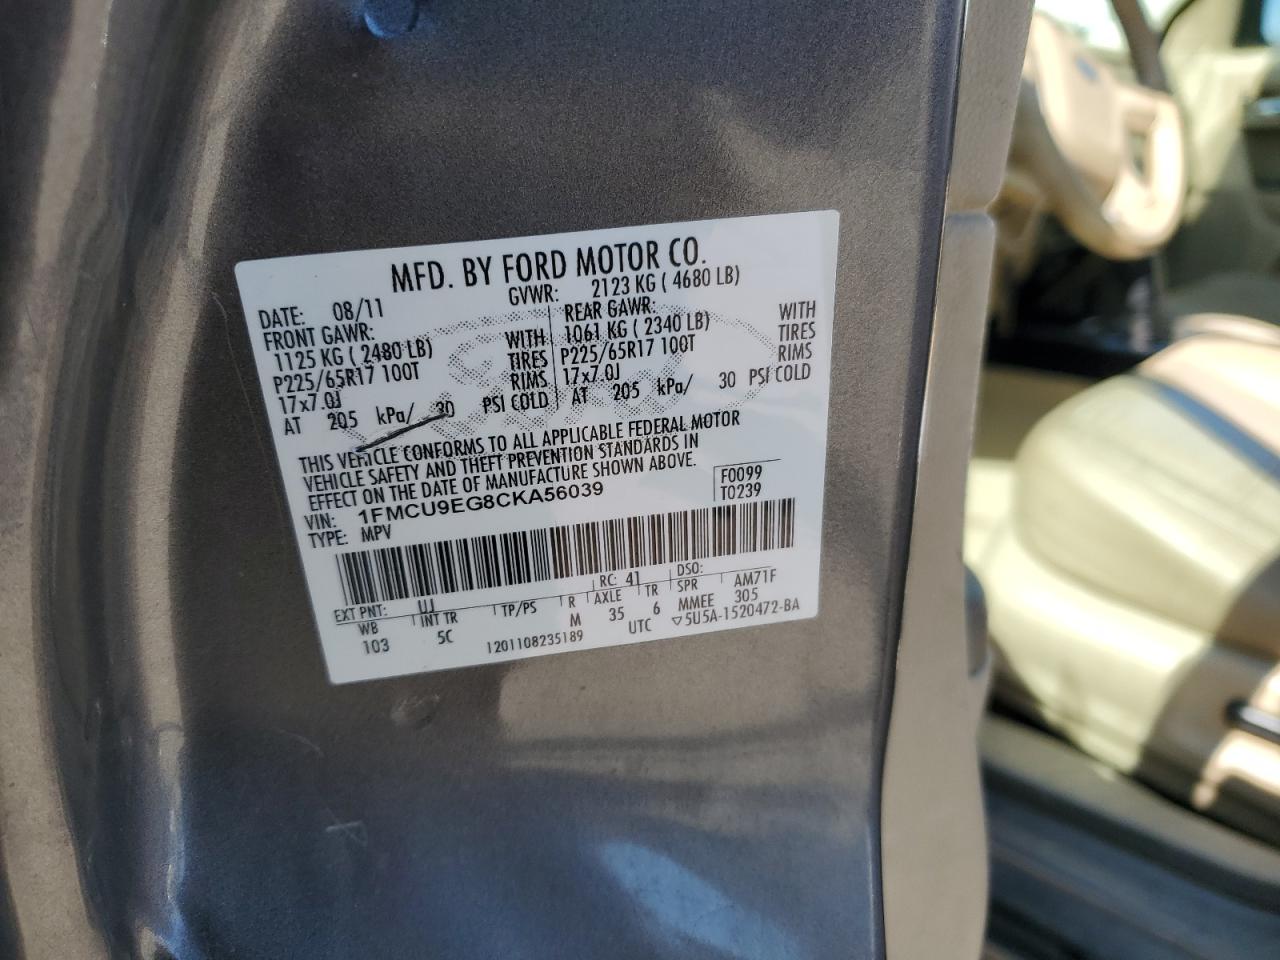 MFD. BY FORD MOTOR CO.
DATE: 08/11 GVWR: 2123 KG ( 4680 LB)
FRONT GAWR: REAR GAWR:
1125 KG ( 2480 LB) WITH 1061 KG ( 2340 LB) WITH
P225/65R17 100T TIRES P225/65R17 100T TIRES
17x7.0J RIMS 17x7.0J RIMS
AT 205 kPa/ 30 PSI COLD AT 205 kPa/ 30 PSI COLD
THIS VEHICLE CONFORMS TO ALL APPLICABLE FEDERAL MOTOR
VEHICLE SAFETY AND THEFT PREVENTION STANDARDS IN
EFFECT ON THE DATE OF MANUFACTURE SHOWN ABOVE.
VIN: 1FMCU9EG8CKA56039 F0099
TYPE: MPV T0239
EXT PNT: UJ RC: 41 DSO:
WB INT TR TP/PS R AXLE TR SPR AM71F
103 5C M 35 6 MMEE 305
1201108235189 UTC ▽5U5A-1520472-BA